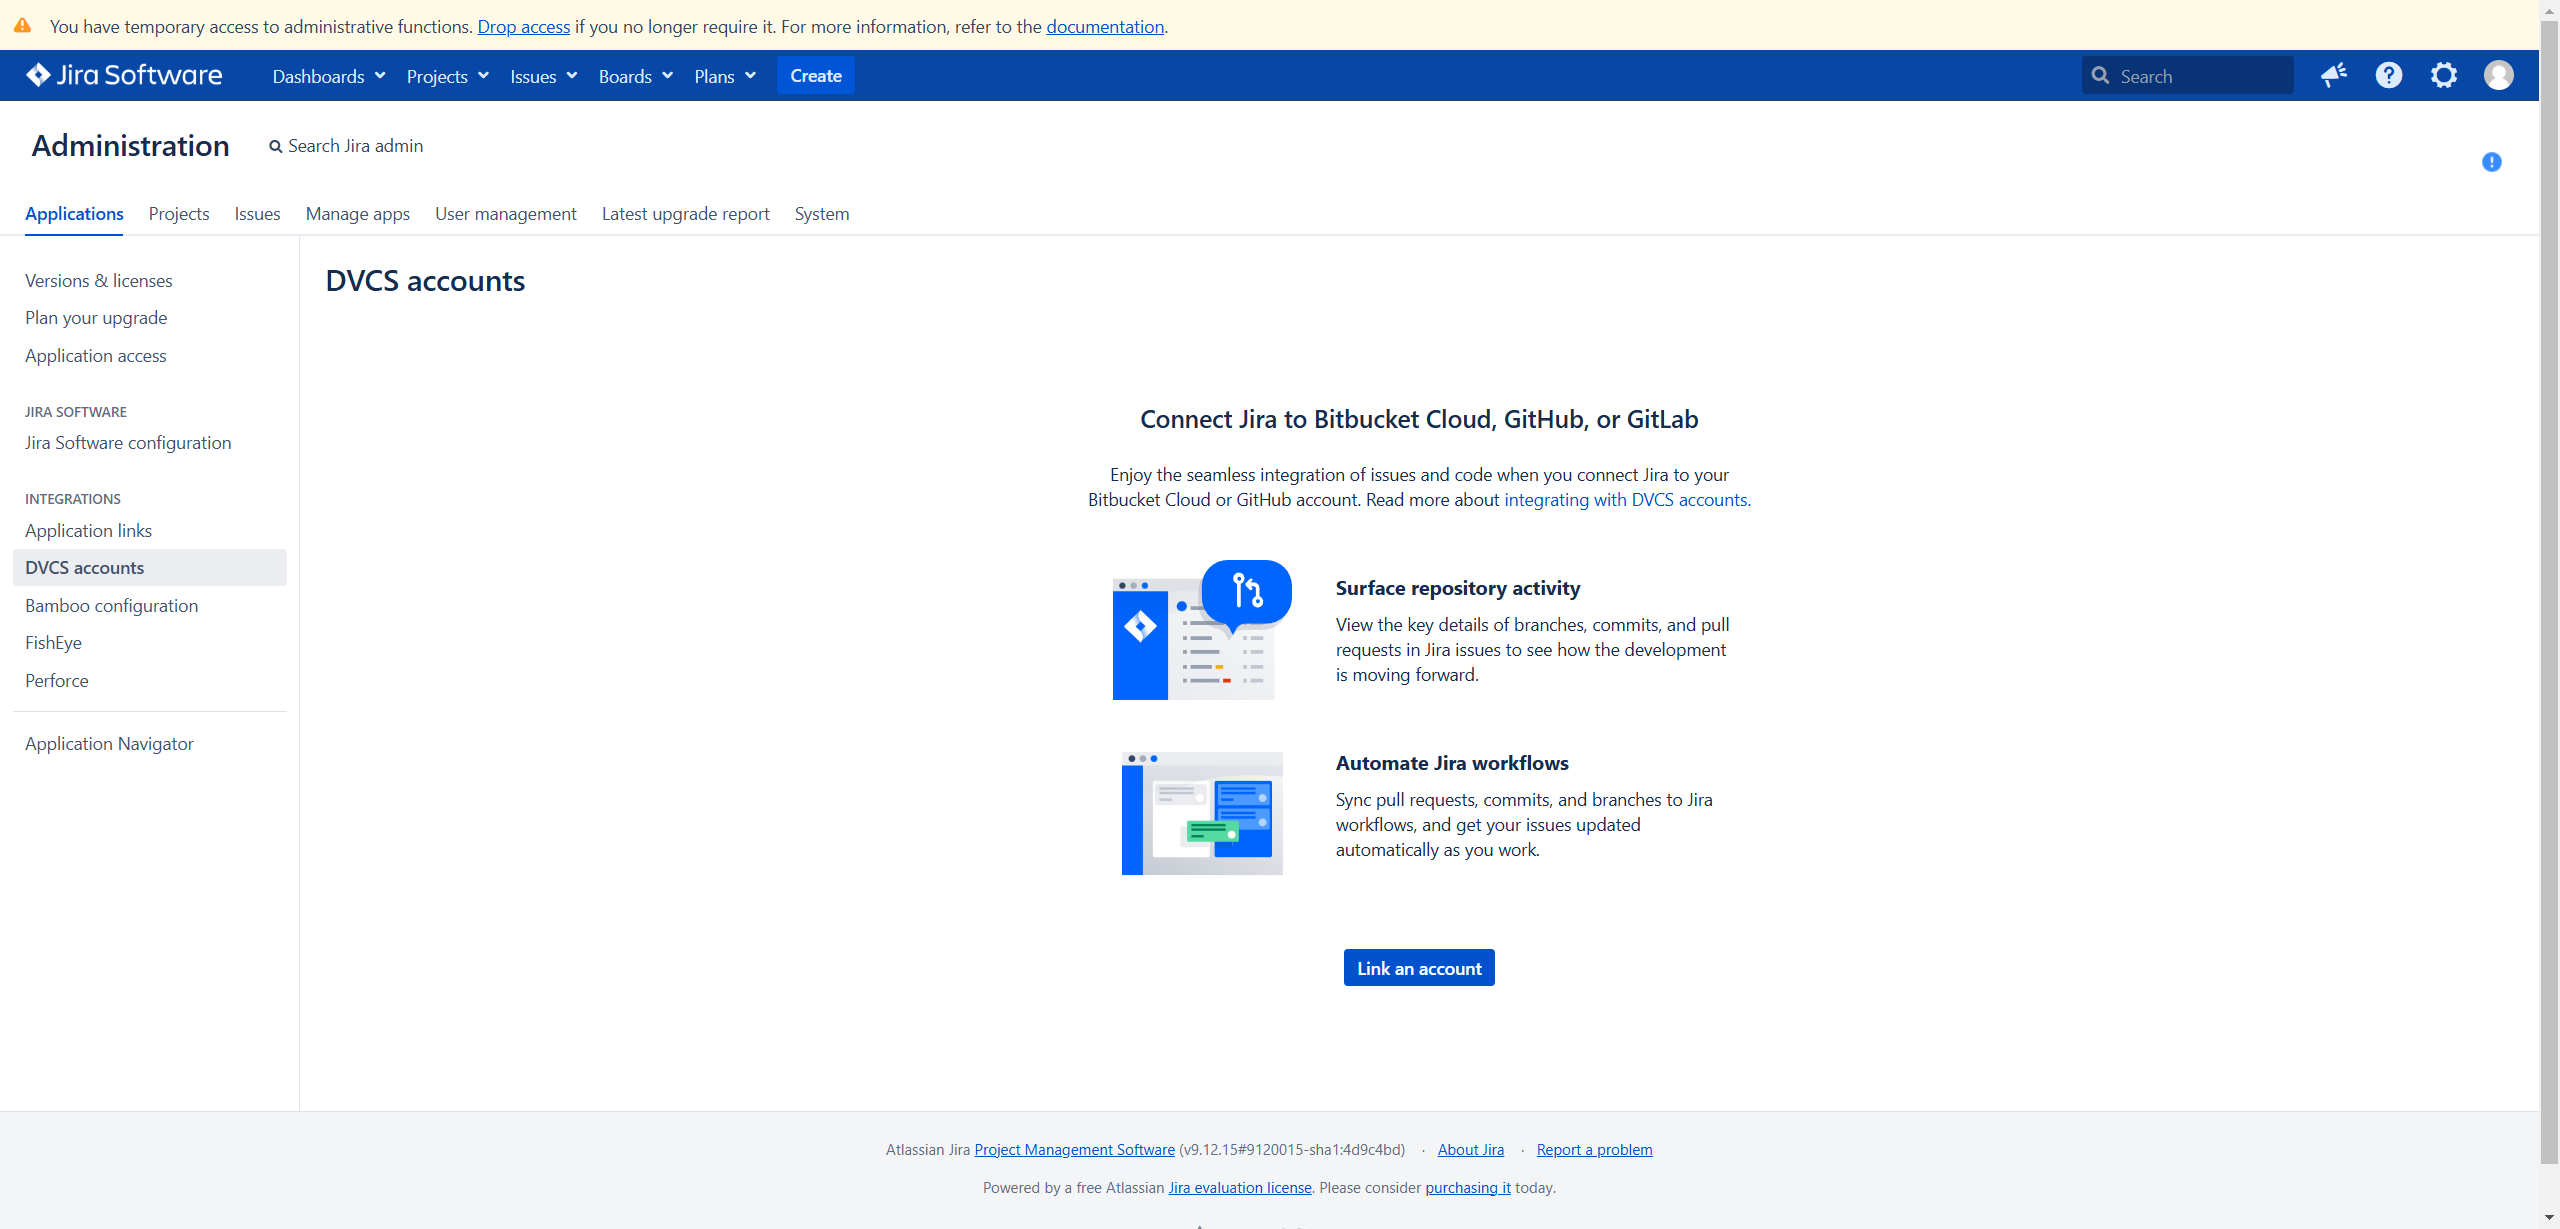 You have temporary access to administrative functions. Drop access if you no longer require it. For more information, refer to the documentation.
Jira Software
Dashboards Projects Issues Boards Plans Create Search
Administration
Search Jira admin
Applications Projects Issues Manage apps User management Latest upgrade report System
Versions & licenses
Plan your upgrade
Application access
JIRA SOFTWARE
Jira Software configuration
INTEGRATIONS
Application links
DVCS accounts
Bamboo configuration
FishEye
Perforce
Application Navigator
DVCS accounts
Connect Jira to Bitbucket Cloud, GitHub, or GitLab
Enjoy the seamless integration of issues and code when you connect Jira to your
Bitbucket Cloud or GitHub account. Read more about integrating with DVCS accounts.
Surface repository activity
View the key details of branches, commits, and pull
requests in Jira issues to see how the development
is moving forward.
Automate Jira workflows
Sync pull requests, commits, and branches to Jira
workflows, and get your issues updated
automatically as you work.
Link an account
Atlassian Jira Project Management Software (v9.12.15#9120015-sha1:4d9c4bd) · About Jira · Report a problem
Powered by a free Atlassian Jira evaluation license. Please consider purchasing it today.